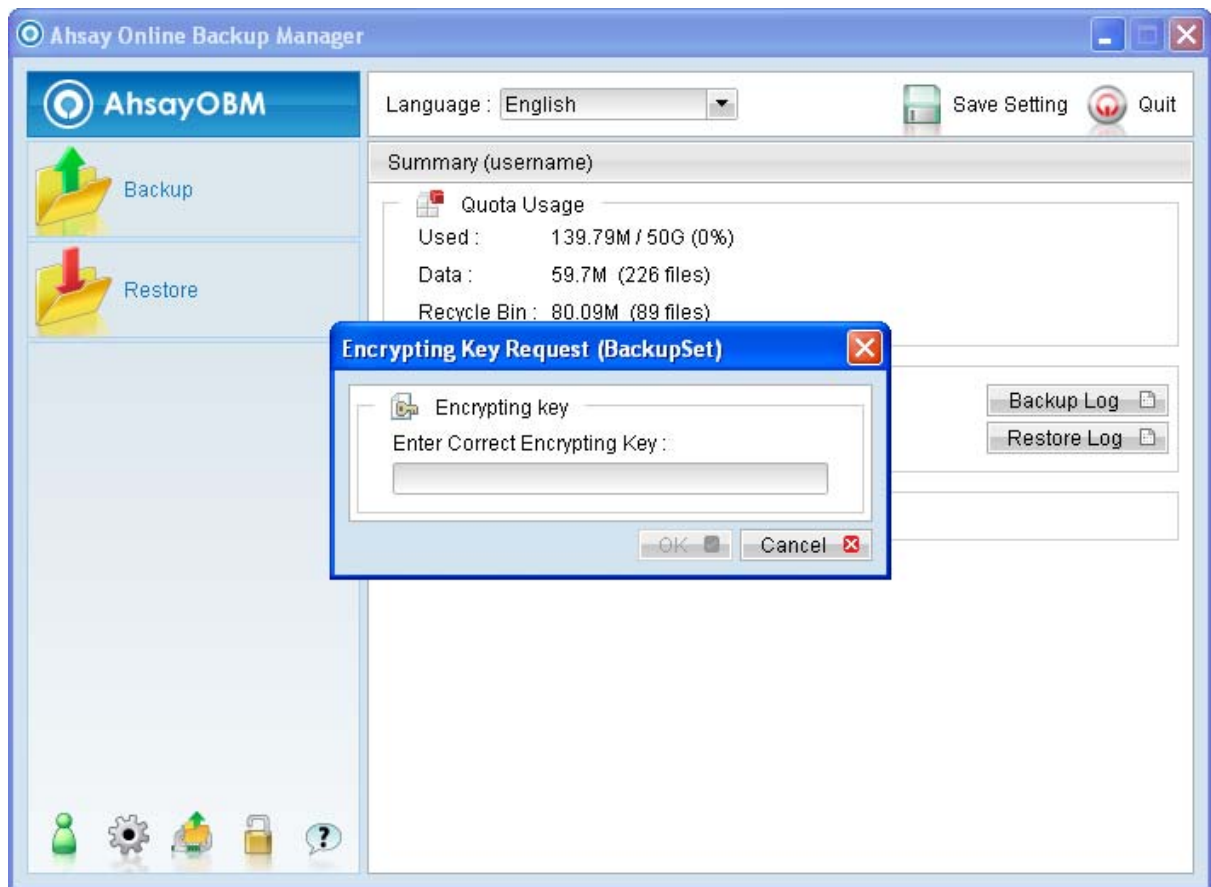 Ahsay Online Backup Manager
AhsayOBM
Language : English
Save Setting
Quit
Backup
Restore
Summary (username)
Quota Usage
Used : 139.79M / 50G (0%)
Data : 59.7M (226 files)
Recycle Bin : 80.09M (89 files)
Backup Log
Restore Log
Encrypting Key Request (BackupSet)
Encrypting key
Enter Correct Encrypting Key :
OK
Cancel
?